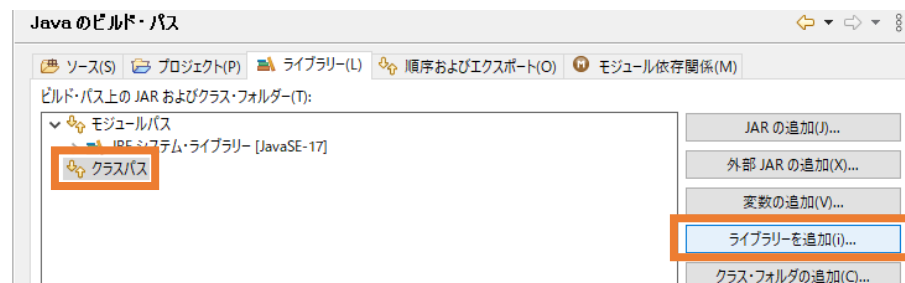 Java のビルド・パス
ソース(S) プロジェクト(P) ライブラリー(L) 順序およびエクスポート(O) モジュール依存関係(M)
ビルド・パス上の JAR およびクラス・フォルダー(T):
モジュールパス
JRE システム・ライブラリー [JavaSE-17]
クラスパス
JAR の追加(J)...
外部 JAR の追加(X)...
変数の追加(V)...
ライブラリーを追加(i)...
クラス・フォルダの追加(C)...